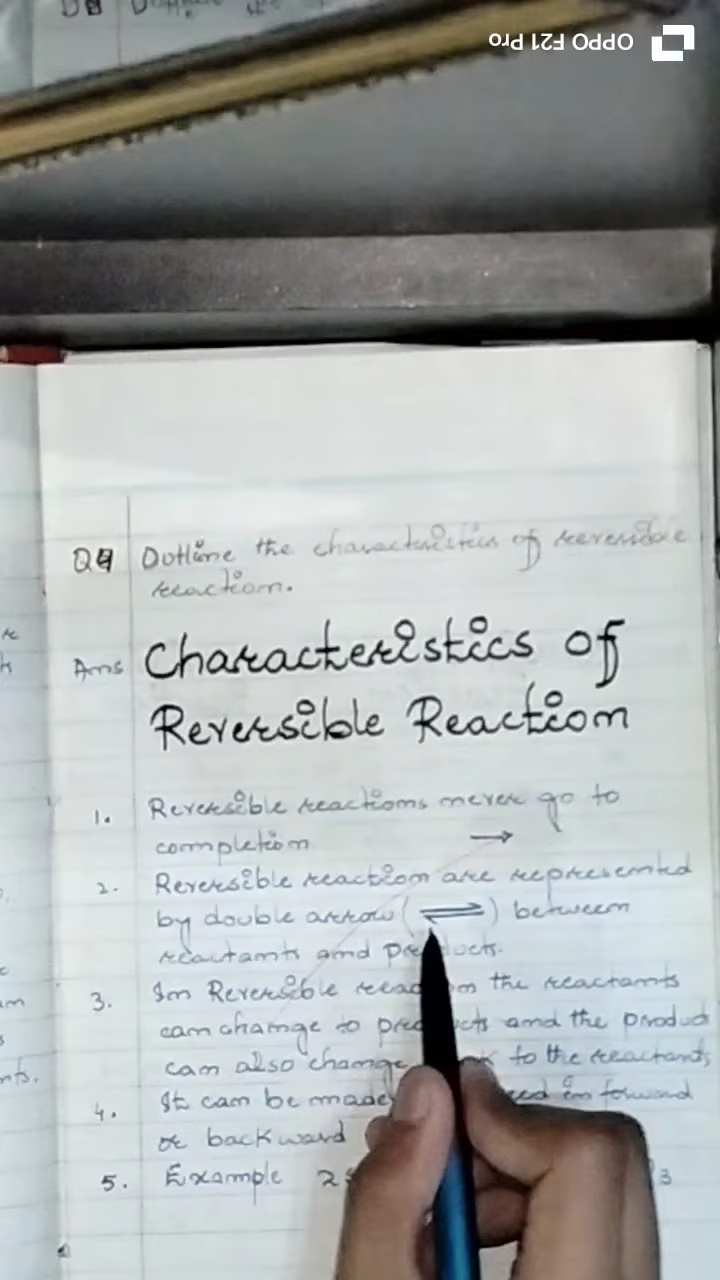 OPPO F21 Pro
Q4 Outline the characteristics of reversible
reaction.
Ans Characteristics of
Reversible Reaction
1. Reversible reactions never go to
completion
2. Reversible reaction are represented
by double arrow (⇌) between
reactants and products.
3. In Reversible reaction the reactants
can change to products and the product
can also change to the reactants
4. It can be made in forward
or backward
5. Example 2 3